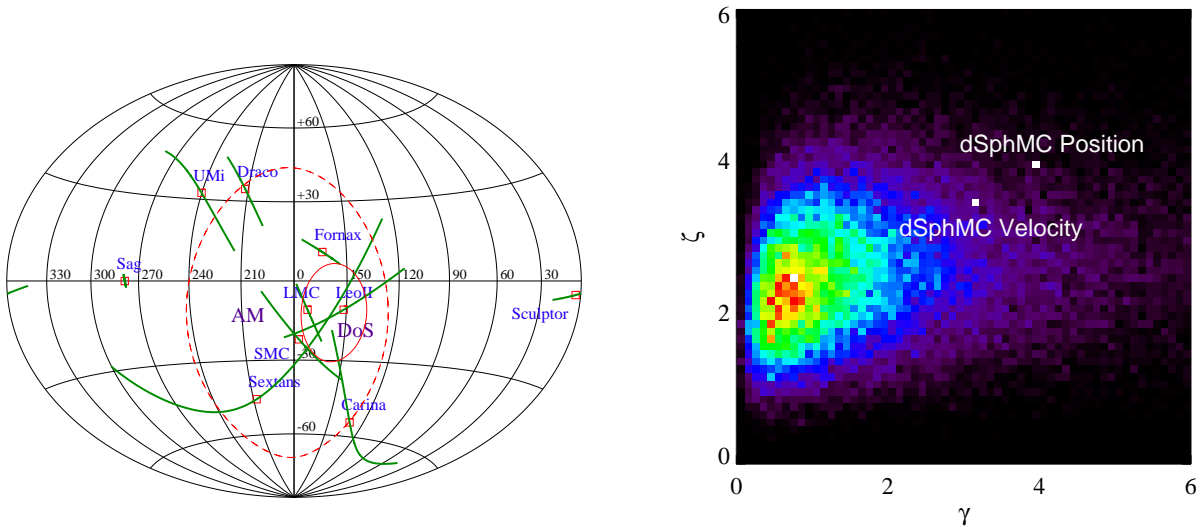 +60
UMi
Draco
+30
Fornax
Sag
330
300
270
240
210
0
150
120
90
60
30
LMC
LeoII
Sculptor
AM
DoS
SMC
-30
Sextans
Carina
-60
6
dSphMC Position
4
dSphMC Velocity
ζ
2
0
0
2
4
6
γ